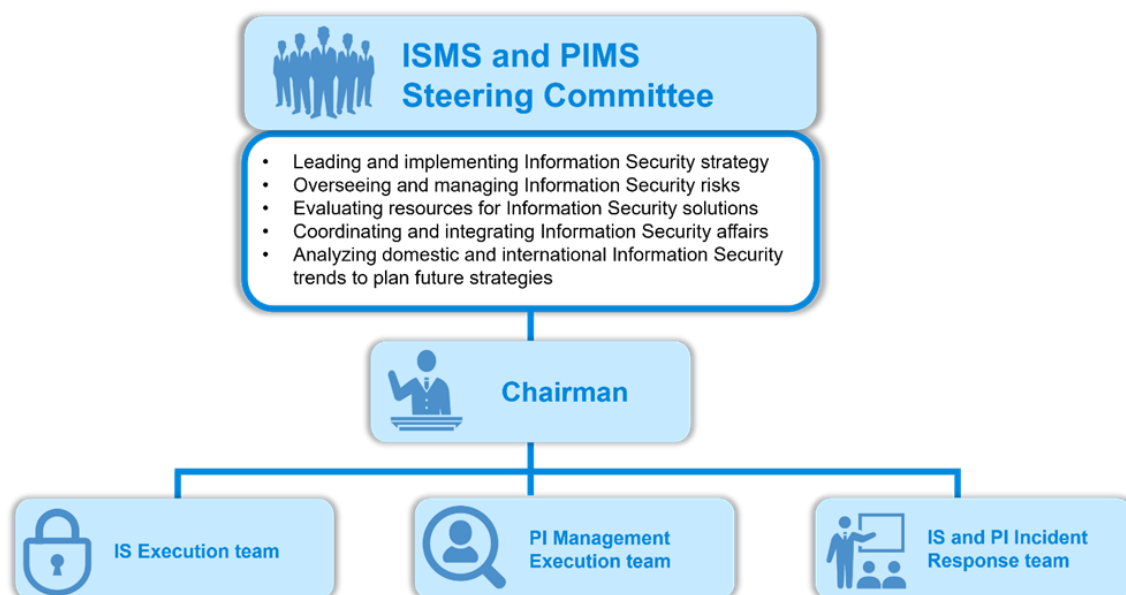 ISMS and PIMS
Steering Committee
• Leading and implementing Information Security strategy
• Overseeing and managing Information Security risks
• Evaluating resources for Information Security solutions
• Coordinating and integrating Information Security affairs
• Analyzing domestic and international Information Security
trends to plan future strategies
Chairman
IS Execution team
PI Management
Execution team
IS and PI Incident
Response team